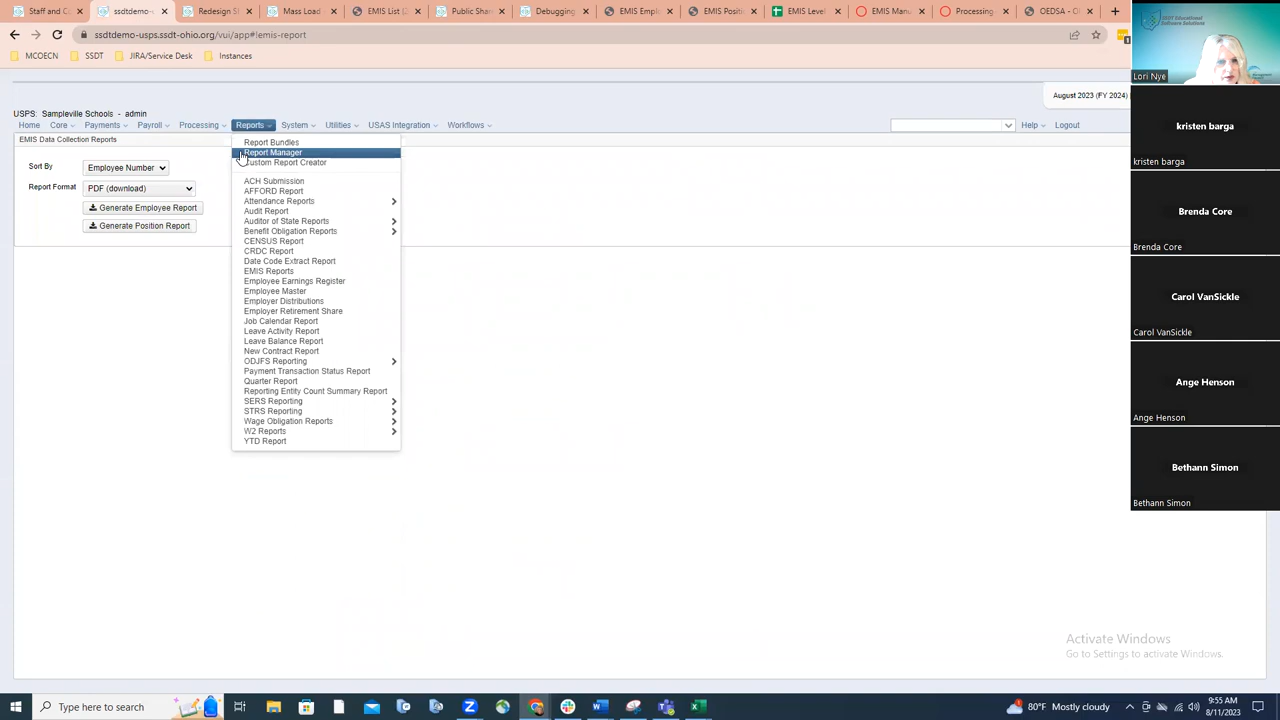 Staff and C
Redesign St
Mass Load -
EMIS List (
EMIS List (
Public Shar
Debugging
EMIS Emplo
EMIS Positi
EMIS Level
EMIS Manu
Processing
OEDSA - O
ssdtdemo-usps.ssdt-ohio.org/vui/app#!emis-report
MCOECN
SSDT
JIRA/Service Desk
Instances
SSDT Educational
Software Solutions
Lori Nye
August 2023 (FY 2024)
USPS: Sampleville Schools - admin
Home
Core
Payments
Payroll
Processing
Reports
System
Utilities
USAS Integration
Workflows
Help
Logout
EMIS Data Collection Reports
Sort By
Employee Number
Report Format
PDF (download)
Generate Employee Report
Generate Position Report
Report Bundles
Report Manager
Custom Report Creator
ACH Submission
AFFORD Report
Attendance Reports
Audit Report
Auditor of State Reports
Benefit Obligation Reports
CENSUS Report
CRDC Report
Date Code Extract Report
EMIS Reports
Employee Earnings Register
Employee Master
Employer Distributions
Employer Retirement Share
Job Calendar Report
Leave Activity Report
Leave Balance Report
New Contract Report
ODJFS Reporting
Payment Transaction Status Report
Quarter Report
Reporting Entity Count Summary Report
SERS Reporting
STRS Reporting
Wage Obligation Reports
W2 Reports
YTD Report
kristen barga
kristen barga
Brenda Core
Brenda Core
Carol VanSickle
Carol VanSickle
Ange Henson
Ange Henson
Bethann Simon
Bethann Simon
Activate Windows
Go to Settings to activate Windows.
Type here to search
80°F Mostly cloudy
9:55 AM
8/11/2023